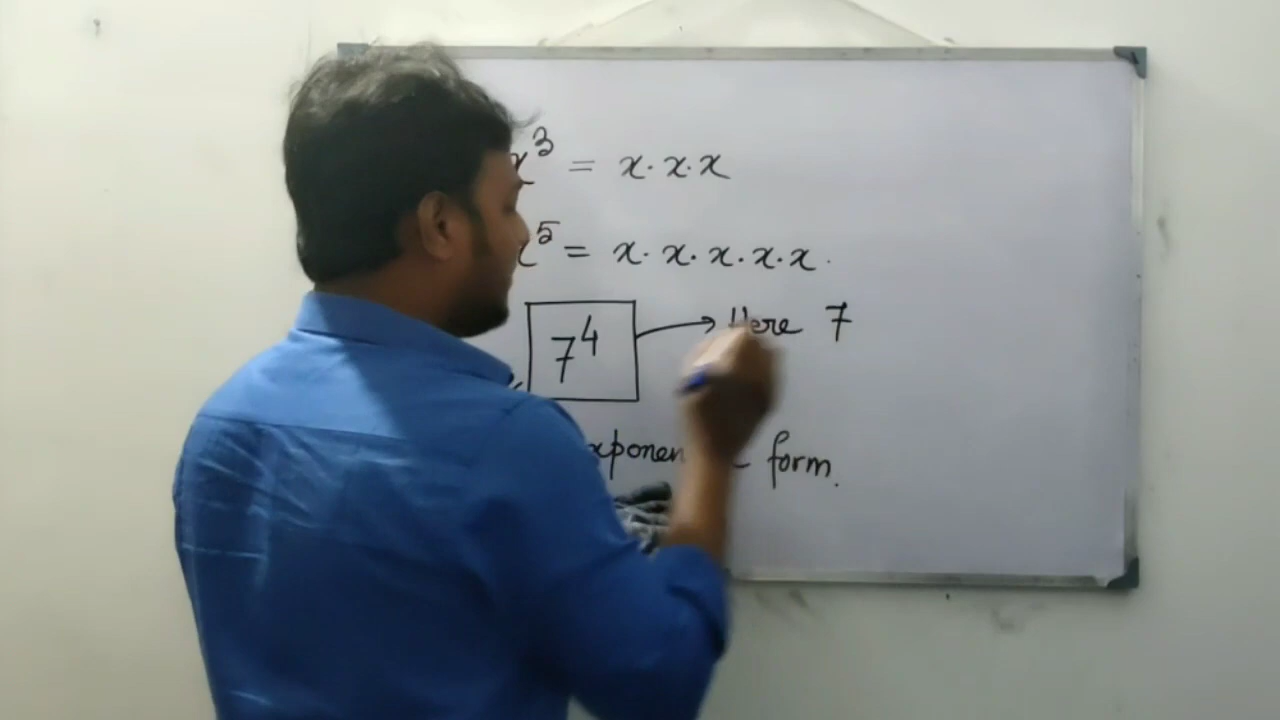 x³ = x·x·x
x⁵ = x·x·x·x·x.
7⁴ → Here 7
form.